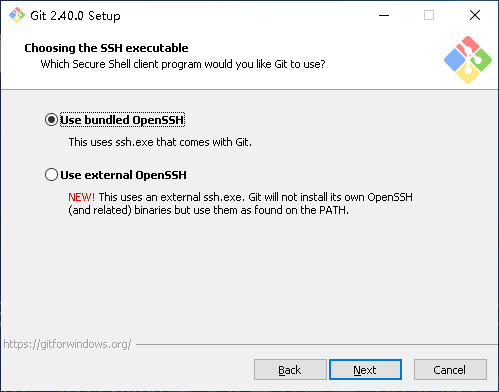 Git 2.40.0 Setup
Choosing the SSH executable
Which Secure Shell client program would you like Git to use?
Use bundled OpenSSH
This uses ssh.exe that comes with Git.
Use external OpenSSH
NEW! This uses an external ssh.exe. Git will not install its own OpenSSH
(and related) binaries but use them as found on the PATH.
https://gitforwindows.org/
Back Next Cancel